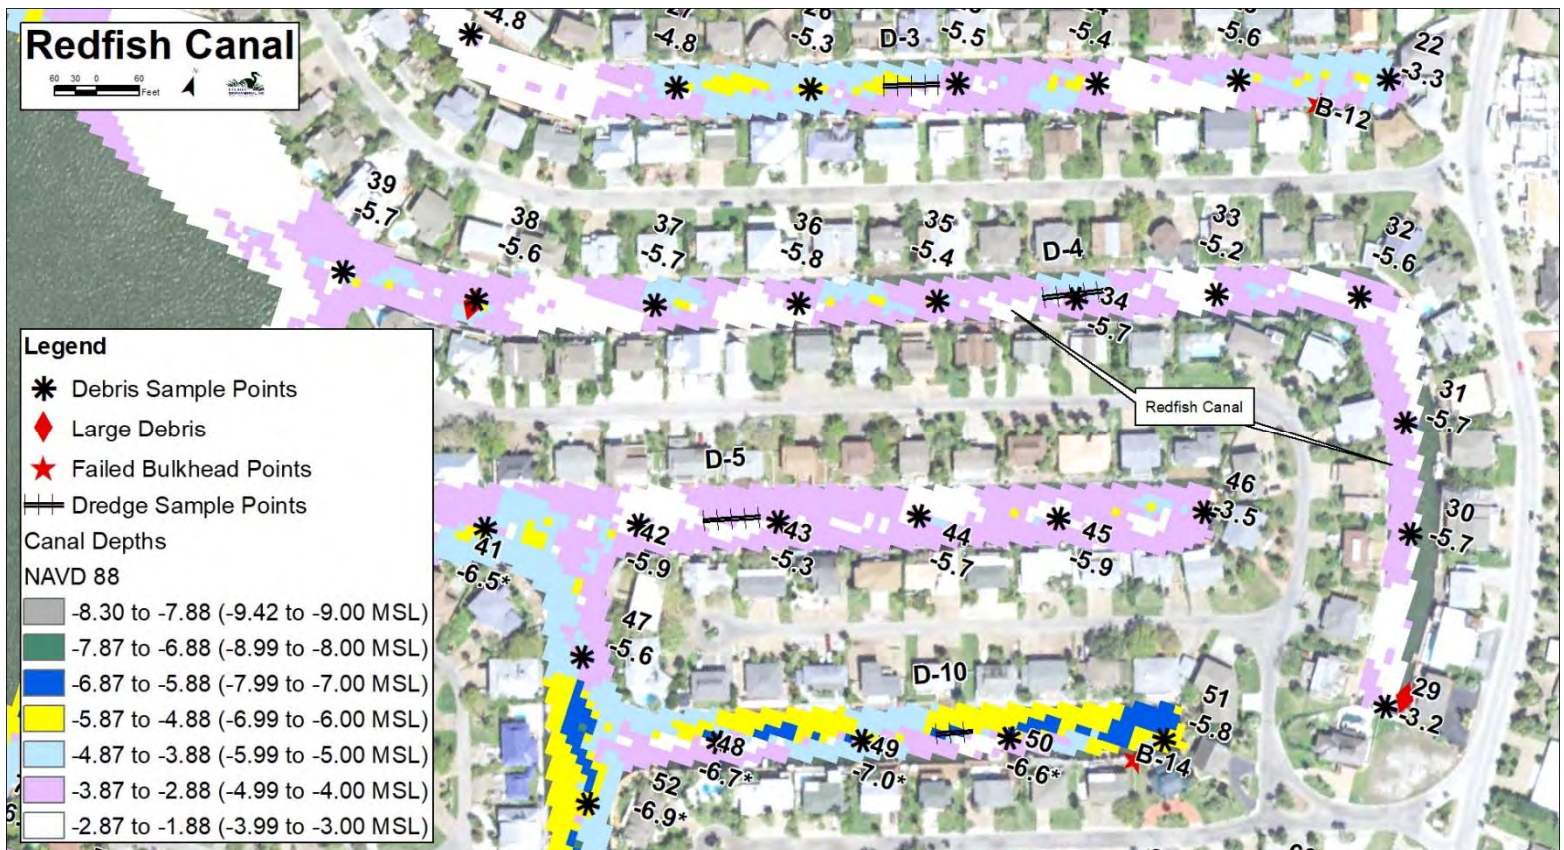 Redfish Canal
60 30 0 60
Feet
N
-4.8
27
-4.8
26
-5.3
D-3
-5.5
-5.4
-5.6
22
-3.3
B-12
39
-5.7
38
-5.6
37
-5.7
36
-5.8
35
-5.4
D-4
34
-5.7
33
-5.2
32
-5.6
Redfish Canal
31
-5.7
30
-5.7
29
-3.2
D-5
41
-6.5*
42
-5.9
43
-5.3
44
-5.7
45
-5.9
46
-3.5
47
-5.6
D-10
48
-6.7*
49
-7.0*
50
-6.6*
51
-5.8
B-14
52
-6.9*
Legend
Debris Sample Points
Large Debris
Failed Bulkhead Points
Dredge Sample Points
Canal Depths
NAVD 88
-8.30 to -7.88 (-9.42 to -9.00 MSL)
-7.87 to -6.88 (-8.99 to -8.00 MSL)
-6.87 to -5.88 (-7.99 to -7.00 MSL)
-5.87 to -4.88 (-6.99 to -6.00 MSL)
-4.87 to -3.88 (-5.99 to -5.00 MSL)
-3.87 to -2.88 (-4.99 to -4.00 MSL)
-2.87 to -1.88 (-3.99 to -3.00 MSL)